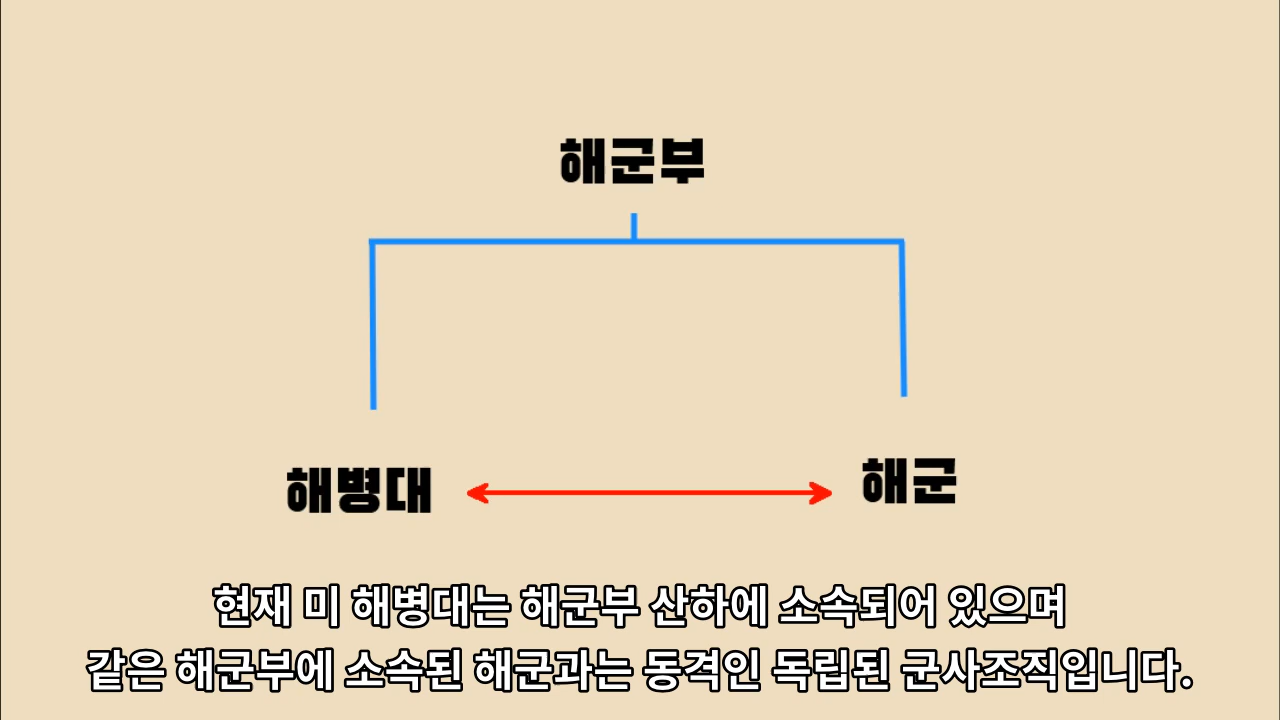 해군부
해병대
해군
현재 미 해병대는 해군부 산하에 소속되어 있으며
같은 해군부에 소속된 해군과는 동격인 독립된 군사조직입니다.